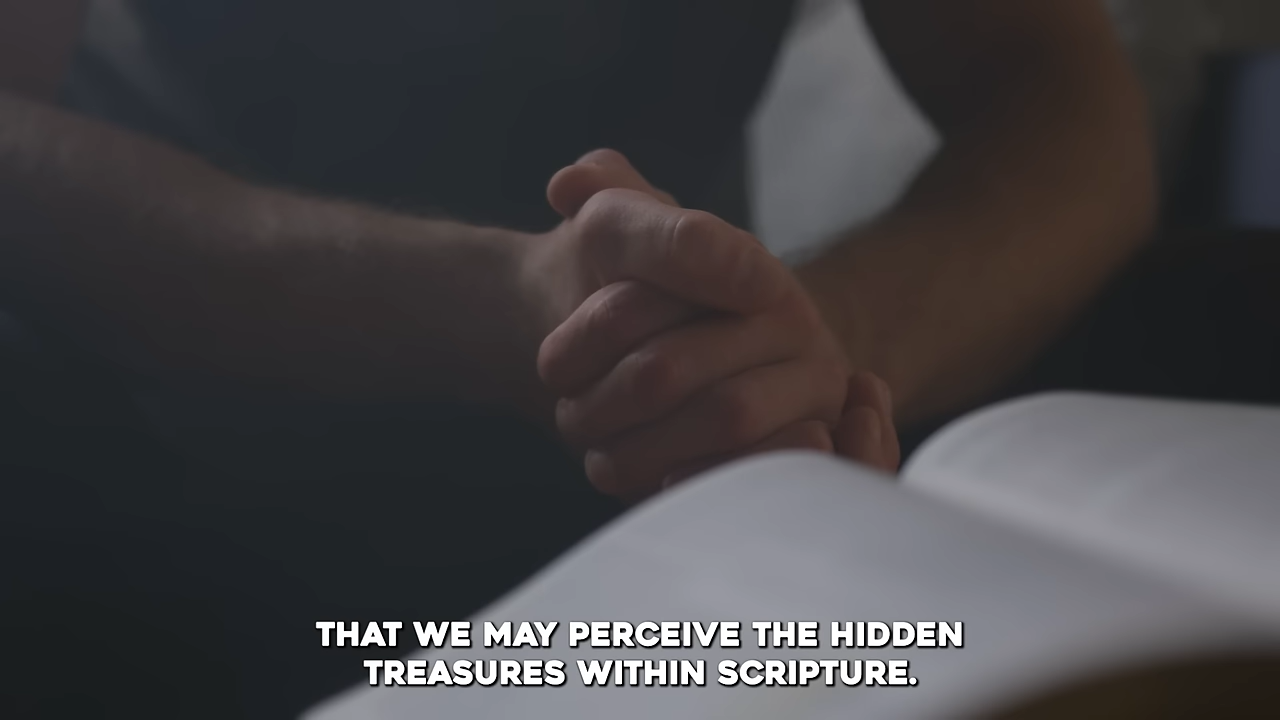 THAT WE MAY PERCEIVE THE HIDDEN
TREASURES WITHIN SCRIPTURE.